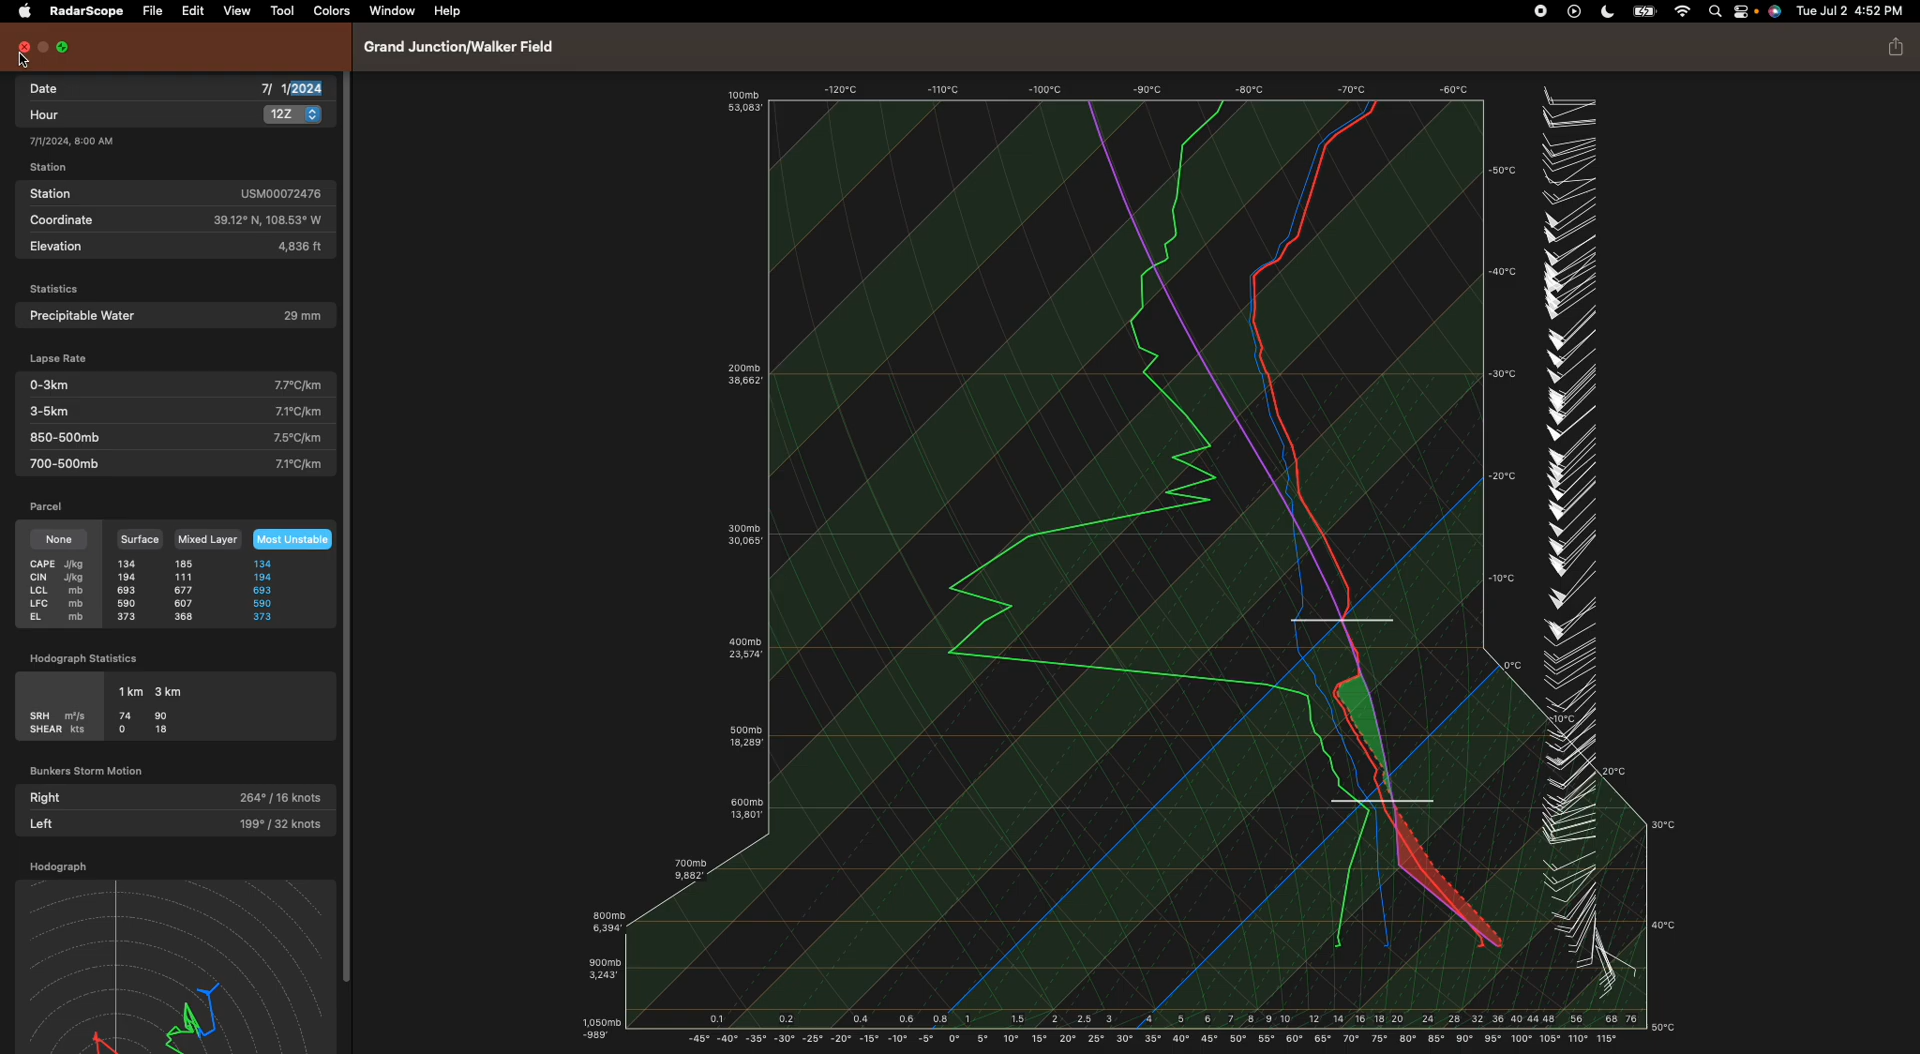 RadarScope File Edit View Tool Colors Window Help
Tue Jul 2 4:52 PM
Grand Junction/Walker Field
Date 7/ 1/2024
Hour 12Z
7/1/2024, 8:00 AM
Station
Station USM00072476
Coordinate 39.12° N, 108.53° W
Elevation 4,836 ft
Statistics
Precipitable Water 29 mm
Lapse Rate
0-3km 7.7°C/km
3-5km 7.1°C/km
850-500mb 7.5°C/km
700-500mb 7.1°C/km
Parcel
None Surface Mixed Layer Most Unstable
CAPE J/kg 134 185 134
CIN J/kg 194 111 194
LCL mb 693 677 693
LFC mb 590 607 590
EL mb 373 368 373
Hodograph Statistics
1 km 3 km
SRH m²/s 74 90
SHEAR kts 0 18
Bunkers Storm Motion
Right 264° / 16 knots
Left 199° / 32 knots
Hodograph
-120°C -110°C -100°C -90°C -80°C -70°C -60°C
100mb
53,083'
200mb
38,662'
300mb
30,065'
400mb
23,574'
500mb
18,289'
600mb
13,801'
700mb
9,882'
800mb
6,394'
900mb
3,243'
1,050mb
-989'
-50°C
-40°C
-30°C
-20°C
-10°C
0°C
10°C
20°C
30°C
40°C
50°C
0.1 0.2 0.4 0.6 0.8 1 1.5 2 2.5 3 4 5 6 7 8 9 10 12 14 16 18 20 24 28 32 36 40 44 48 56 68 76
-45° -40° -35° -30° -25° -20° -15° -10° -5° 0° 5° 10° 15° 20° 25° 30° 35° 40° 45° 50° 55° 60° 65° 70° 75° 80° 85° 90° 95° 100° 105° 110° 115°